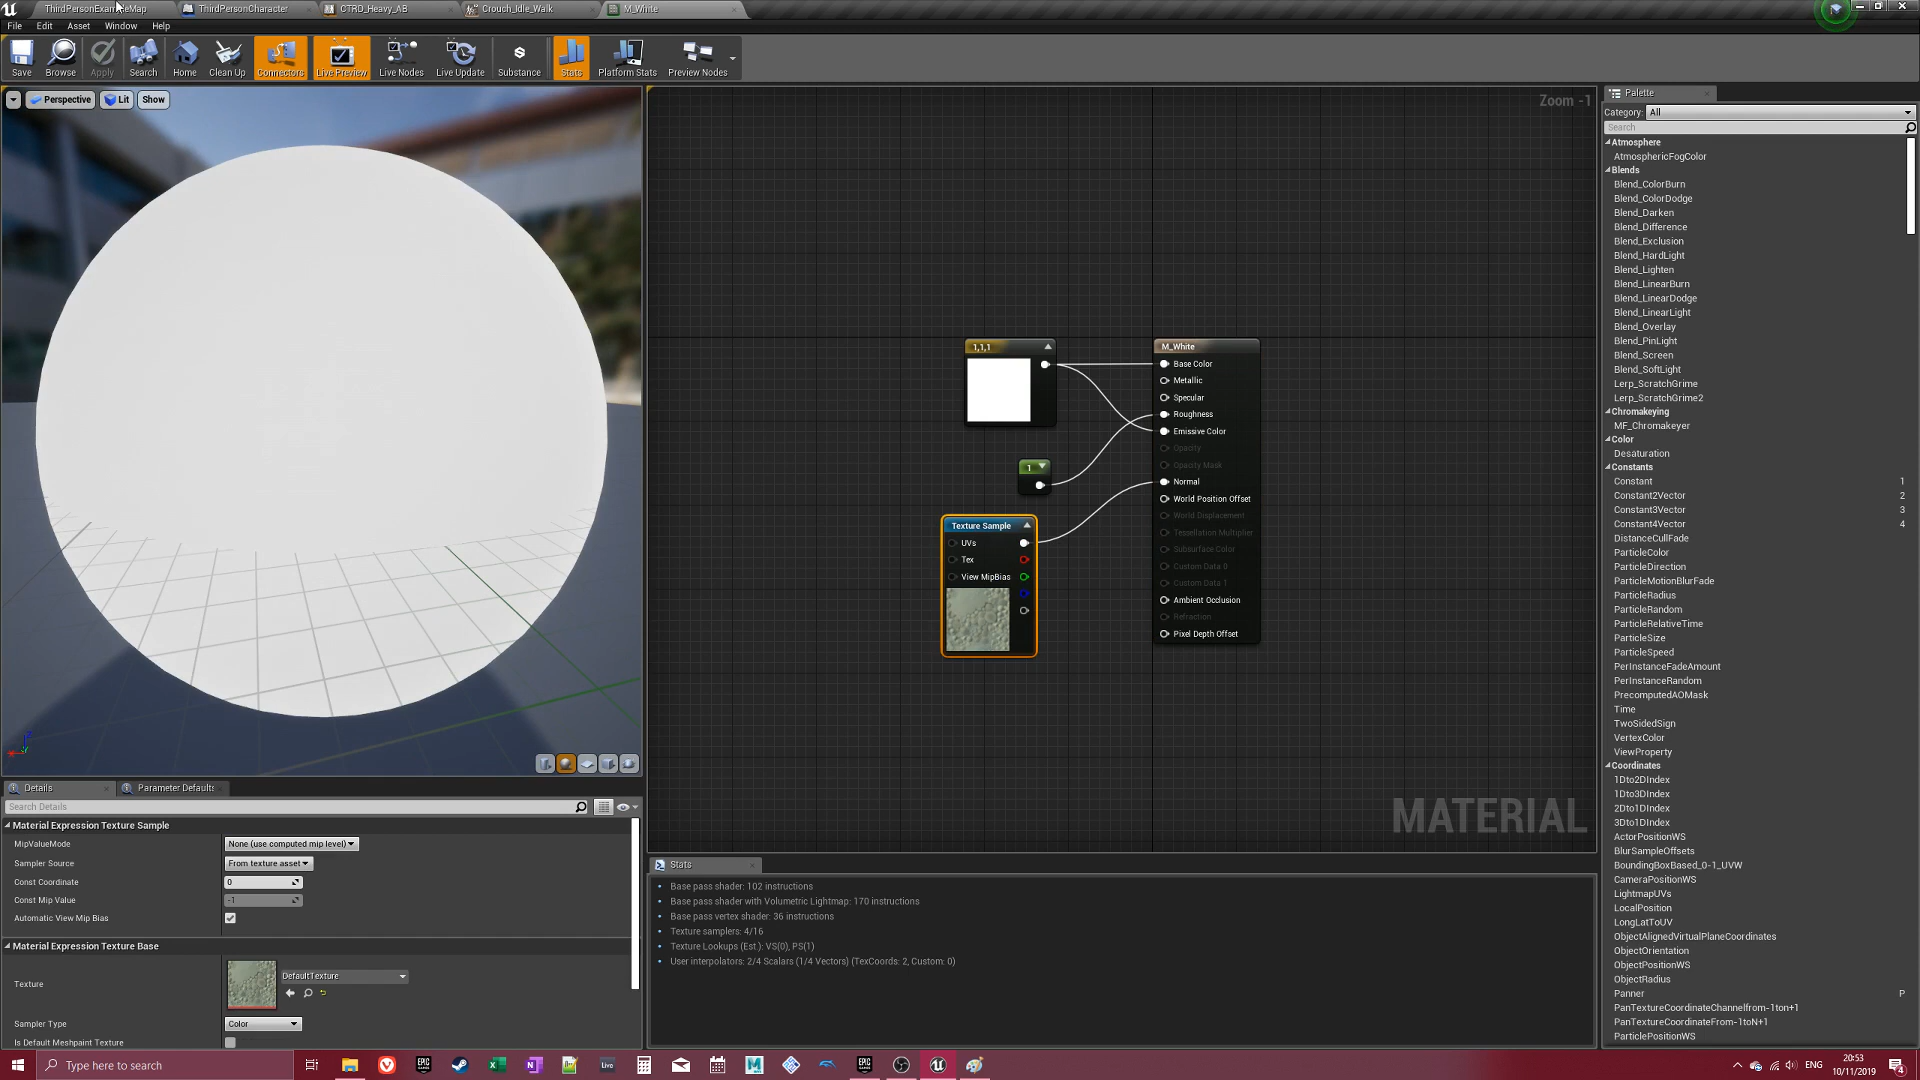 ThirdPersonExampleMap
ThirdPersonCharacter
CTRD_Heavy_AB
Crouch_Idle_Walk
M_White
File Edit Asset Window Help
Save Browse Apply Search Home Clean Up Connectors Live Preview Live Nodes Live Update Substance Stats Platform Stats Preview Nodes
Perspective Lit Show
Zoom -1
1,1,1
1
Texture Sample
UVs
Tex
View MipBias
M_White
Base Color
Metallic
Specular
Roughness
Emissive Color
Opacity
Opacity Mask
Normal
World Position Offset
World Displacement
Tessellation Multiplier
Subsurface Color
Custom Data 0
Custom Data 1
Ambient Occlusion
Refraction
Pixel Depth Offset
MATERIAL
Details
Parameter Defaults
Search Details
Material Expression Texture Sample
MipValueMode None (use computed mip level)
Sampler Source From texture asset
Const Coordinate 0
Const Mip Value -1
Automatic View Mip Bias
Material Expression Texture Base
Texture DefaultTexture
Sampler Type Color
Is Default Meshpaint Texture
Stats
Base pass shader: 102 instructions
Base pass shader with Volumetric Lightmap: 170 instructions
Base pass vertex shader: 36 instructions
Texture samplers: 4/16
Texture Lookups (Est.): VS(0), PS(1)
User interpolators: 2/4 Scalars (1/4 Vectors) (TexCoords: 2, Custom: 0)
Palette
Category: All
Search
Atmosphere
AtmosphericFogColor
Blends
Blend_ColorBurn
Blend_ColorDodge
Blend_Darken
Blend_Difference
Blend_Exclusion
Blend_HardLight
Blend_Lighten
Blend_LinearBurn
Blend_LinearDodge
Blend_LinearLight
Blend_Overlay
Blend_PinLight
Blend_Screen
Blend_SoftLight
Lerp_ScratchGrime
Lerp_ScratchGrime2
Chromakeying
MF_Chromakeyer
Color
Desaturation
Constants
Constant 1
Constant2Vector 2
Constant3Vector 3
Constant4Vector 4
DistanceCullFade
ParticleColor
ParticleDirection
ParticleMotionBlurFade
ParticleRadius
ParticleRandom
ParticleRelativeTime
ParticleSize
ParticleSpeed
PerInstanceFadeAmount
PerInstanceRandom
PrecomputedAOMask
Time
TwoSidedSign
VertexColor
ViewProperty
Coordinates
1Dto2DIndex
1Dto3DIndex
2Dto1DIndex
3Dto1DIndex
ActorPositionWS
BlurSampleOffsets
BoundingBoxBased_0-1_UVW
CameraPositionWS
LightmapUVs
LocalPosition
LongLatToUV
ObjectAlignedVirtualPlaneCoordinates
ObjectOrientation
ObjectPositionWS
ObjectRadius
Panner P
PanTextureCoordinateChannelfrom-1ton+1
PanTextureCoordinateFrom-1toN+1
ParticlePositionWS
Type here to search
ENG
20:53
10/11/2019